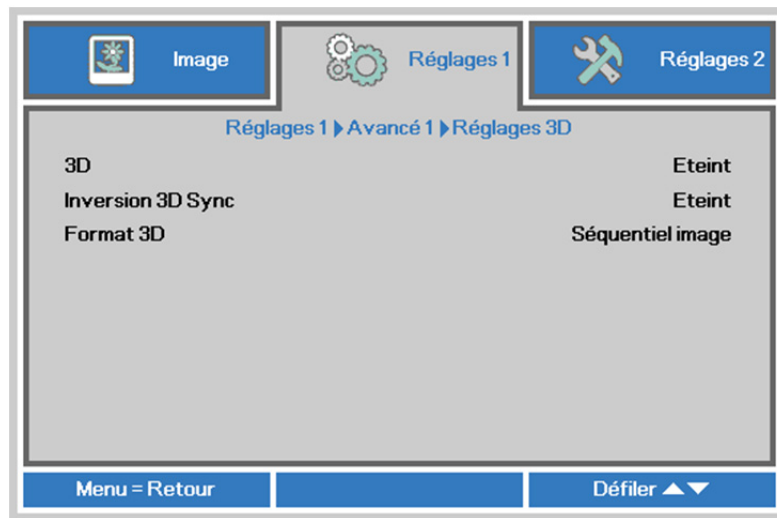 Image
Réglages 1
Réglages 2
Réglages 1 ▶ Avancé 1 ▶ Réglages 3D
3D Eteint
Inversion 3D Sync Eteint
Format 3D Séquentiel image
Menu = Retour
Défiler ▲▼